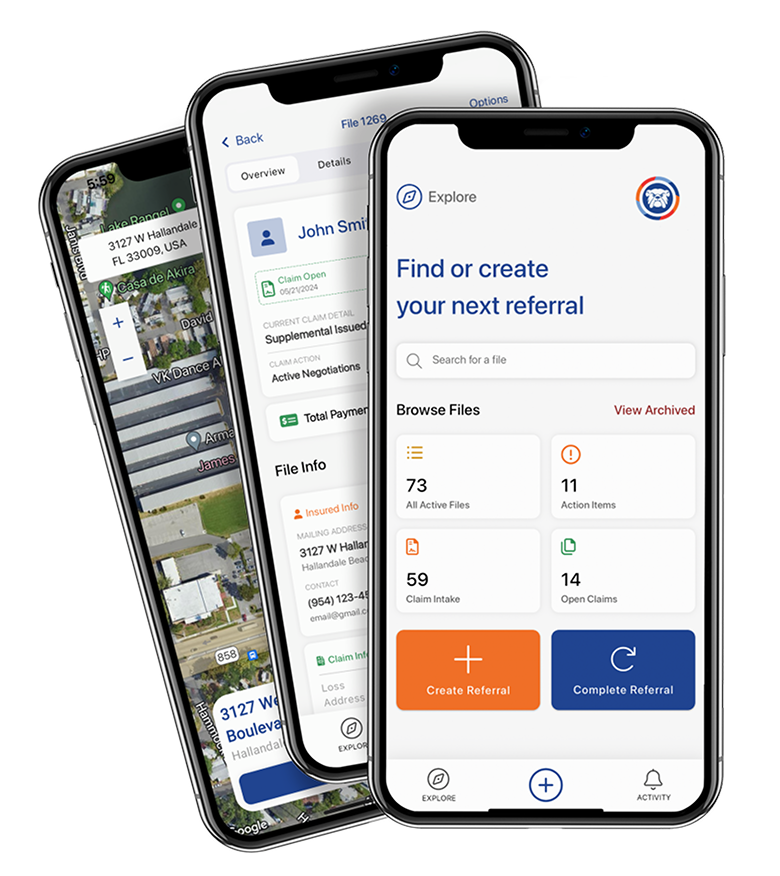 5:59
Lake Rangel
Janis Blvd
3127 W Hallandale
FL 33009, USA
Casa de Akira
+
David
−
HP
VK Dance A
Arma
James
858
3127 We
Bouleva
Hallandal
Hammo
Google
H
Back
File 1269
Options
Overview
Details
John Smi
Claim Open
05/21/2024
CURRENT CLAIM DETAIL
Supplemental Issued
CLAIM ACTION
Active Negotiations
Total Paymen
File Info
Insured Info
MAILING ADDRESS
3127 W Hallan
Hallandale Beac
CONTACT
(954) 123-45
email@gmail.c
Claim Info
Loss
Address
EXPLOR
Explore
Find or create
your next referral
Search for a file
Browse Files
View Archived
73
All Active Files
11
Action Items
59
Claim Intake
14
Open Claims
Create Referral
Complete Referral
EXPLORE
ACTIVITY